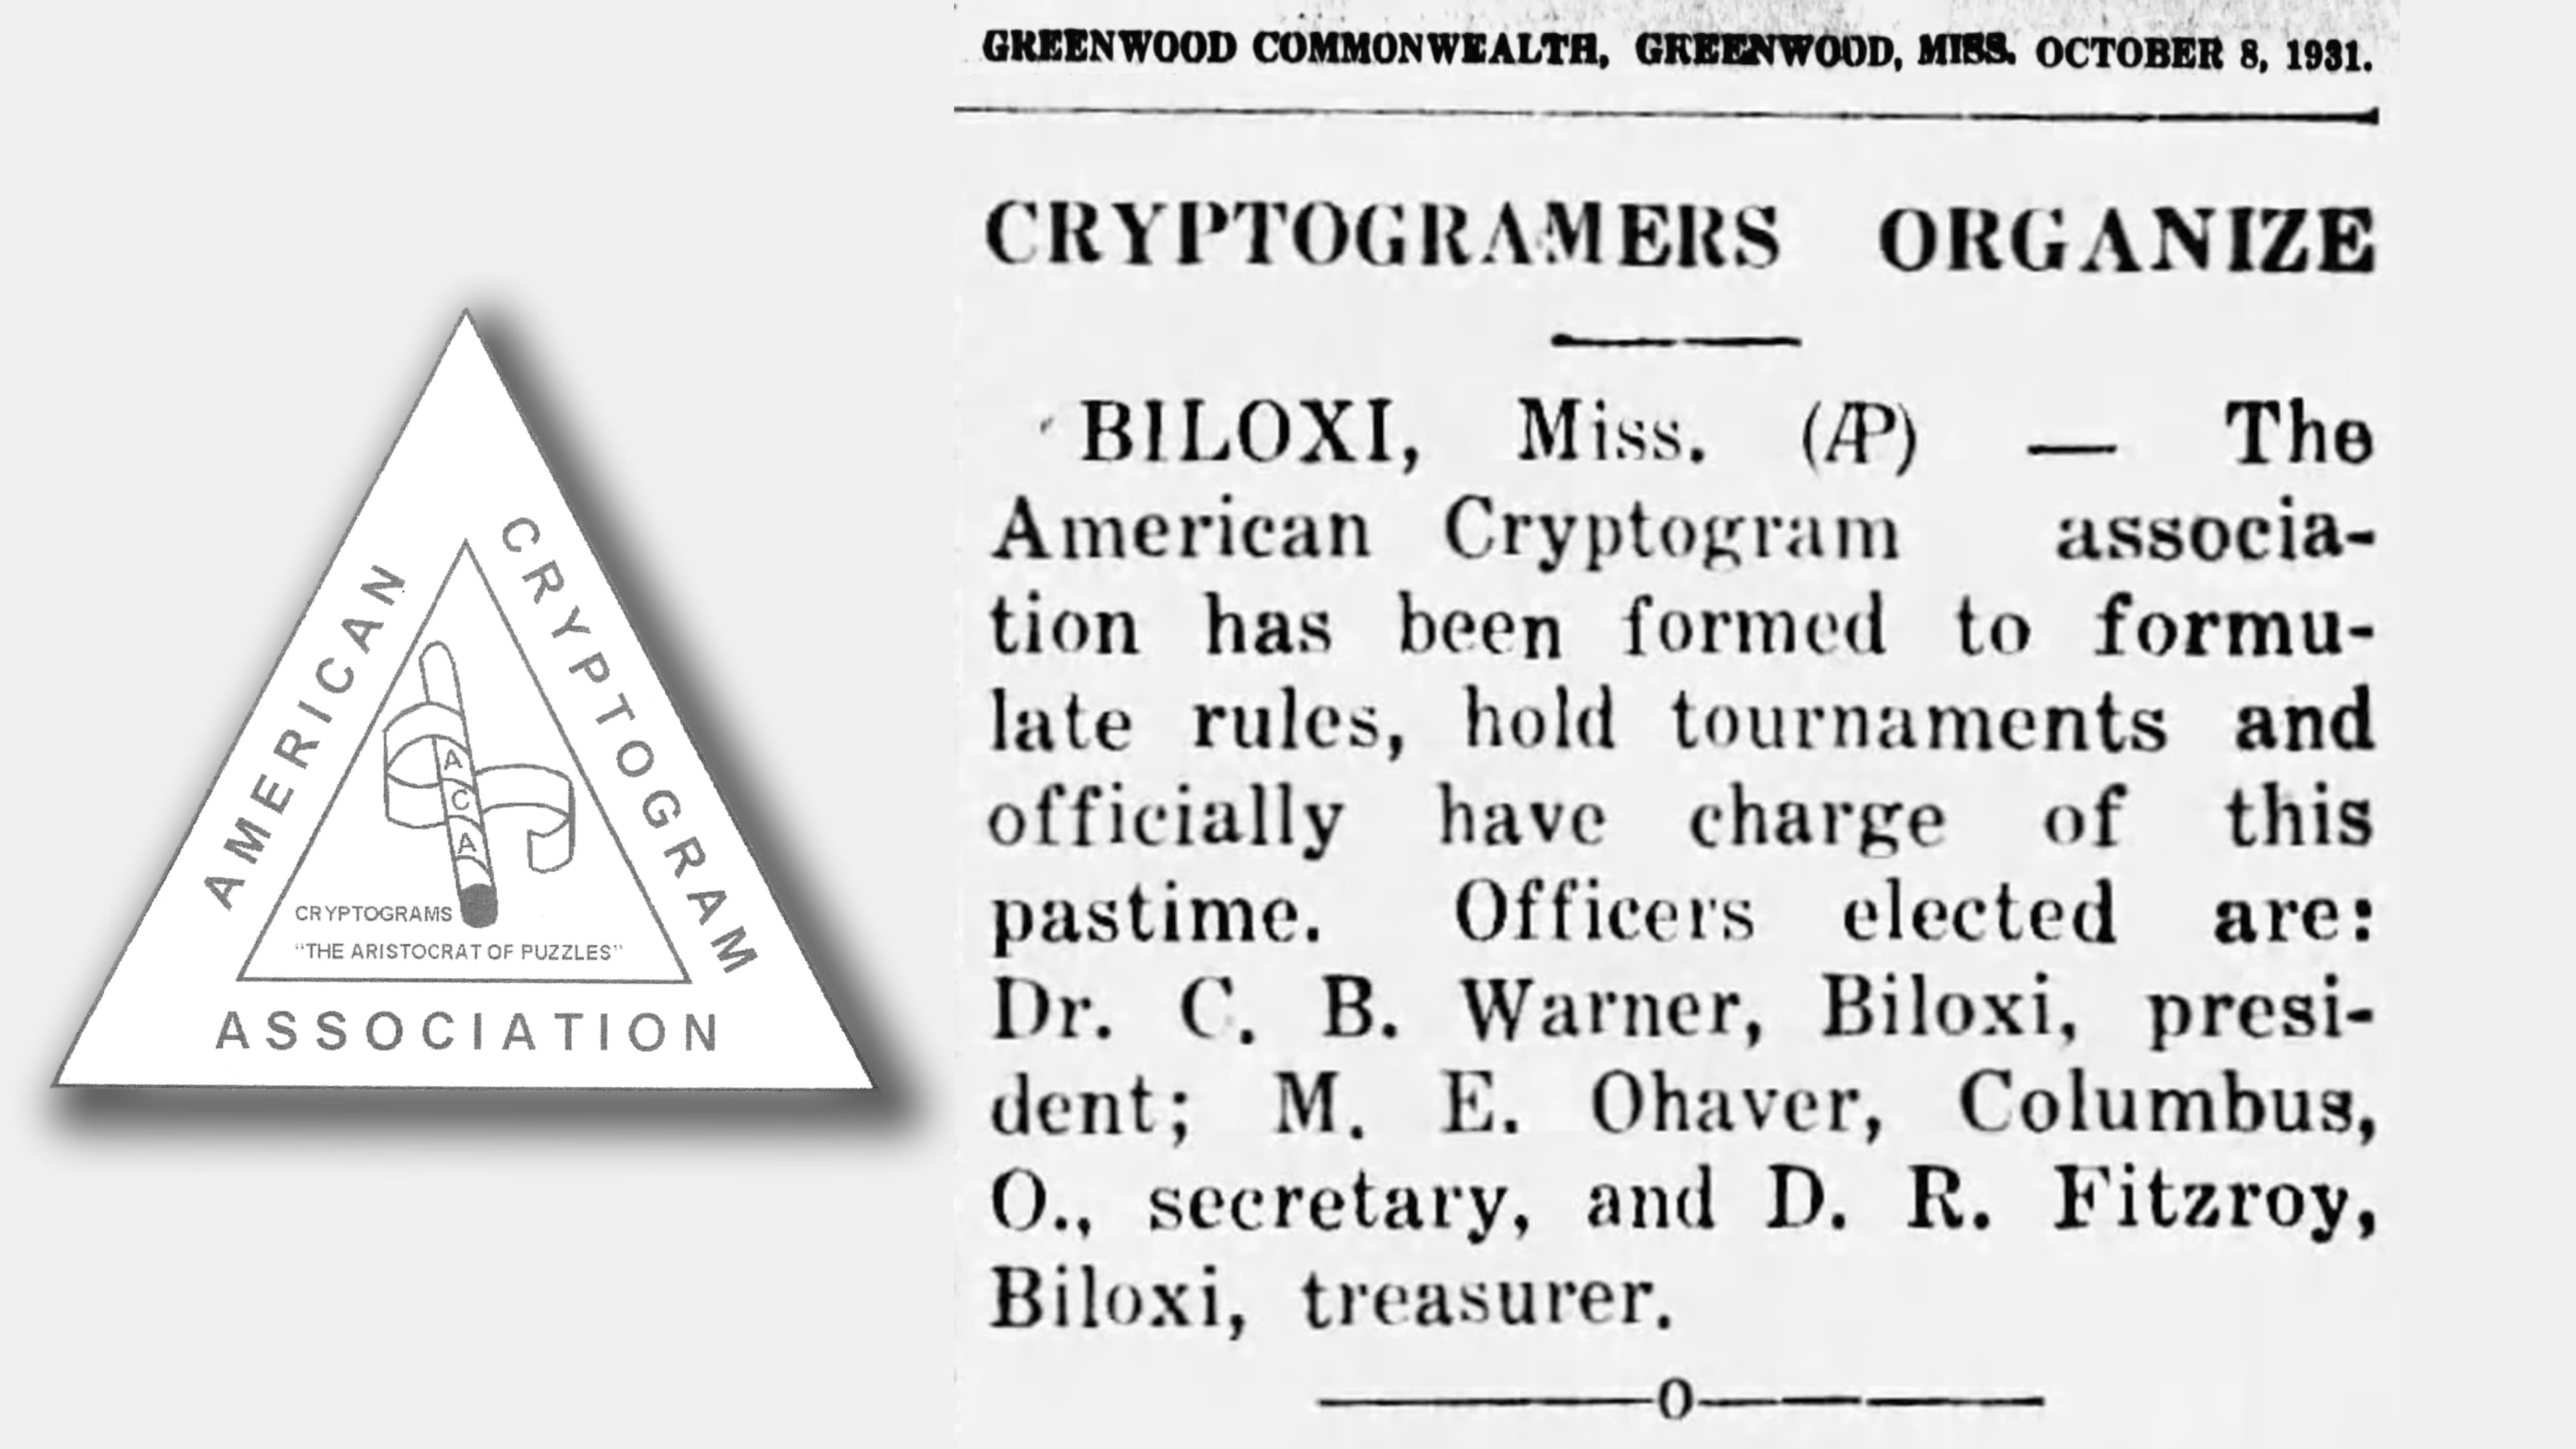 AMERICAN
CRYPTOGRAM
A
C
A
CRYPTOGRAMS
"THE ARISTOCRAT OF PUZZLES"
ASSOCIATION
GREENWOOD COMMONWEALTH, GREENWOOD, MISS. OCTOBER 8, 1931.
CRYPTOGRAMERS ORGANIZE
BILOXI, Miss. (AP) — The
American Cryptogram associa-
tion has been formed to formu-
late rules, hold tournaments and
officially have charge of this
pastime. Officers elected are:
Dr. C. B. Warner, Biloxi, presi-
dent; M. E. Ohaver, Columbus,
O., secretary, and D. R. Fitzroy,
Biloxi, treasurer.
o